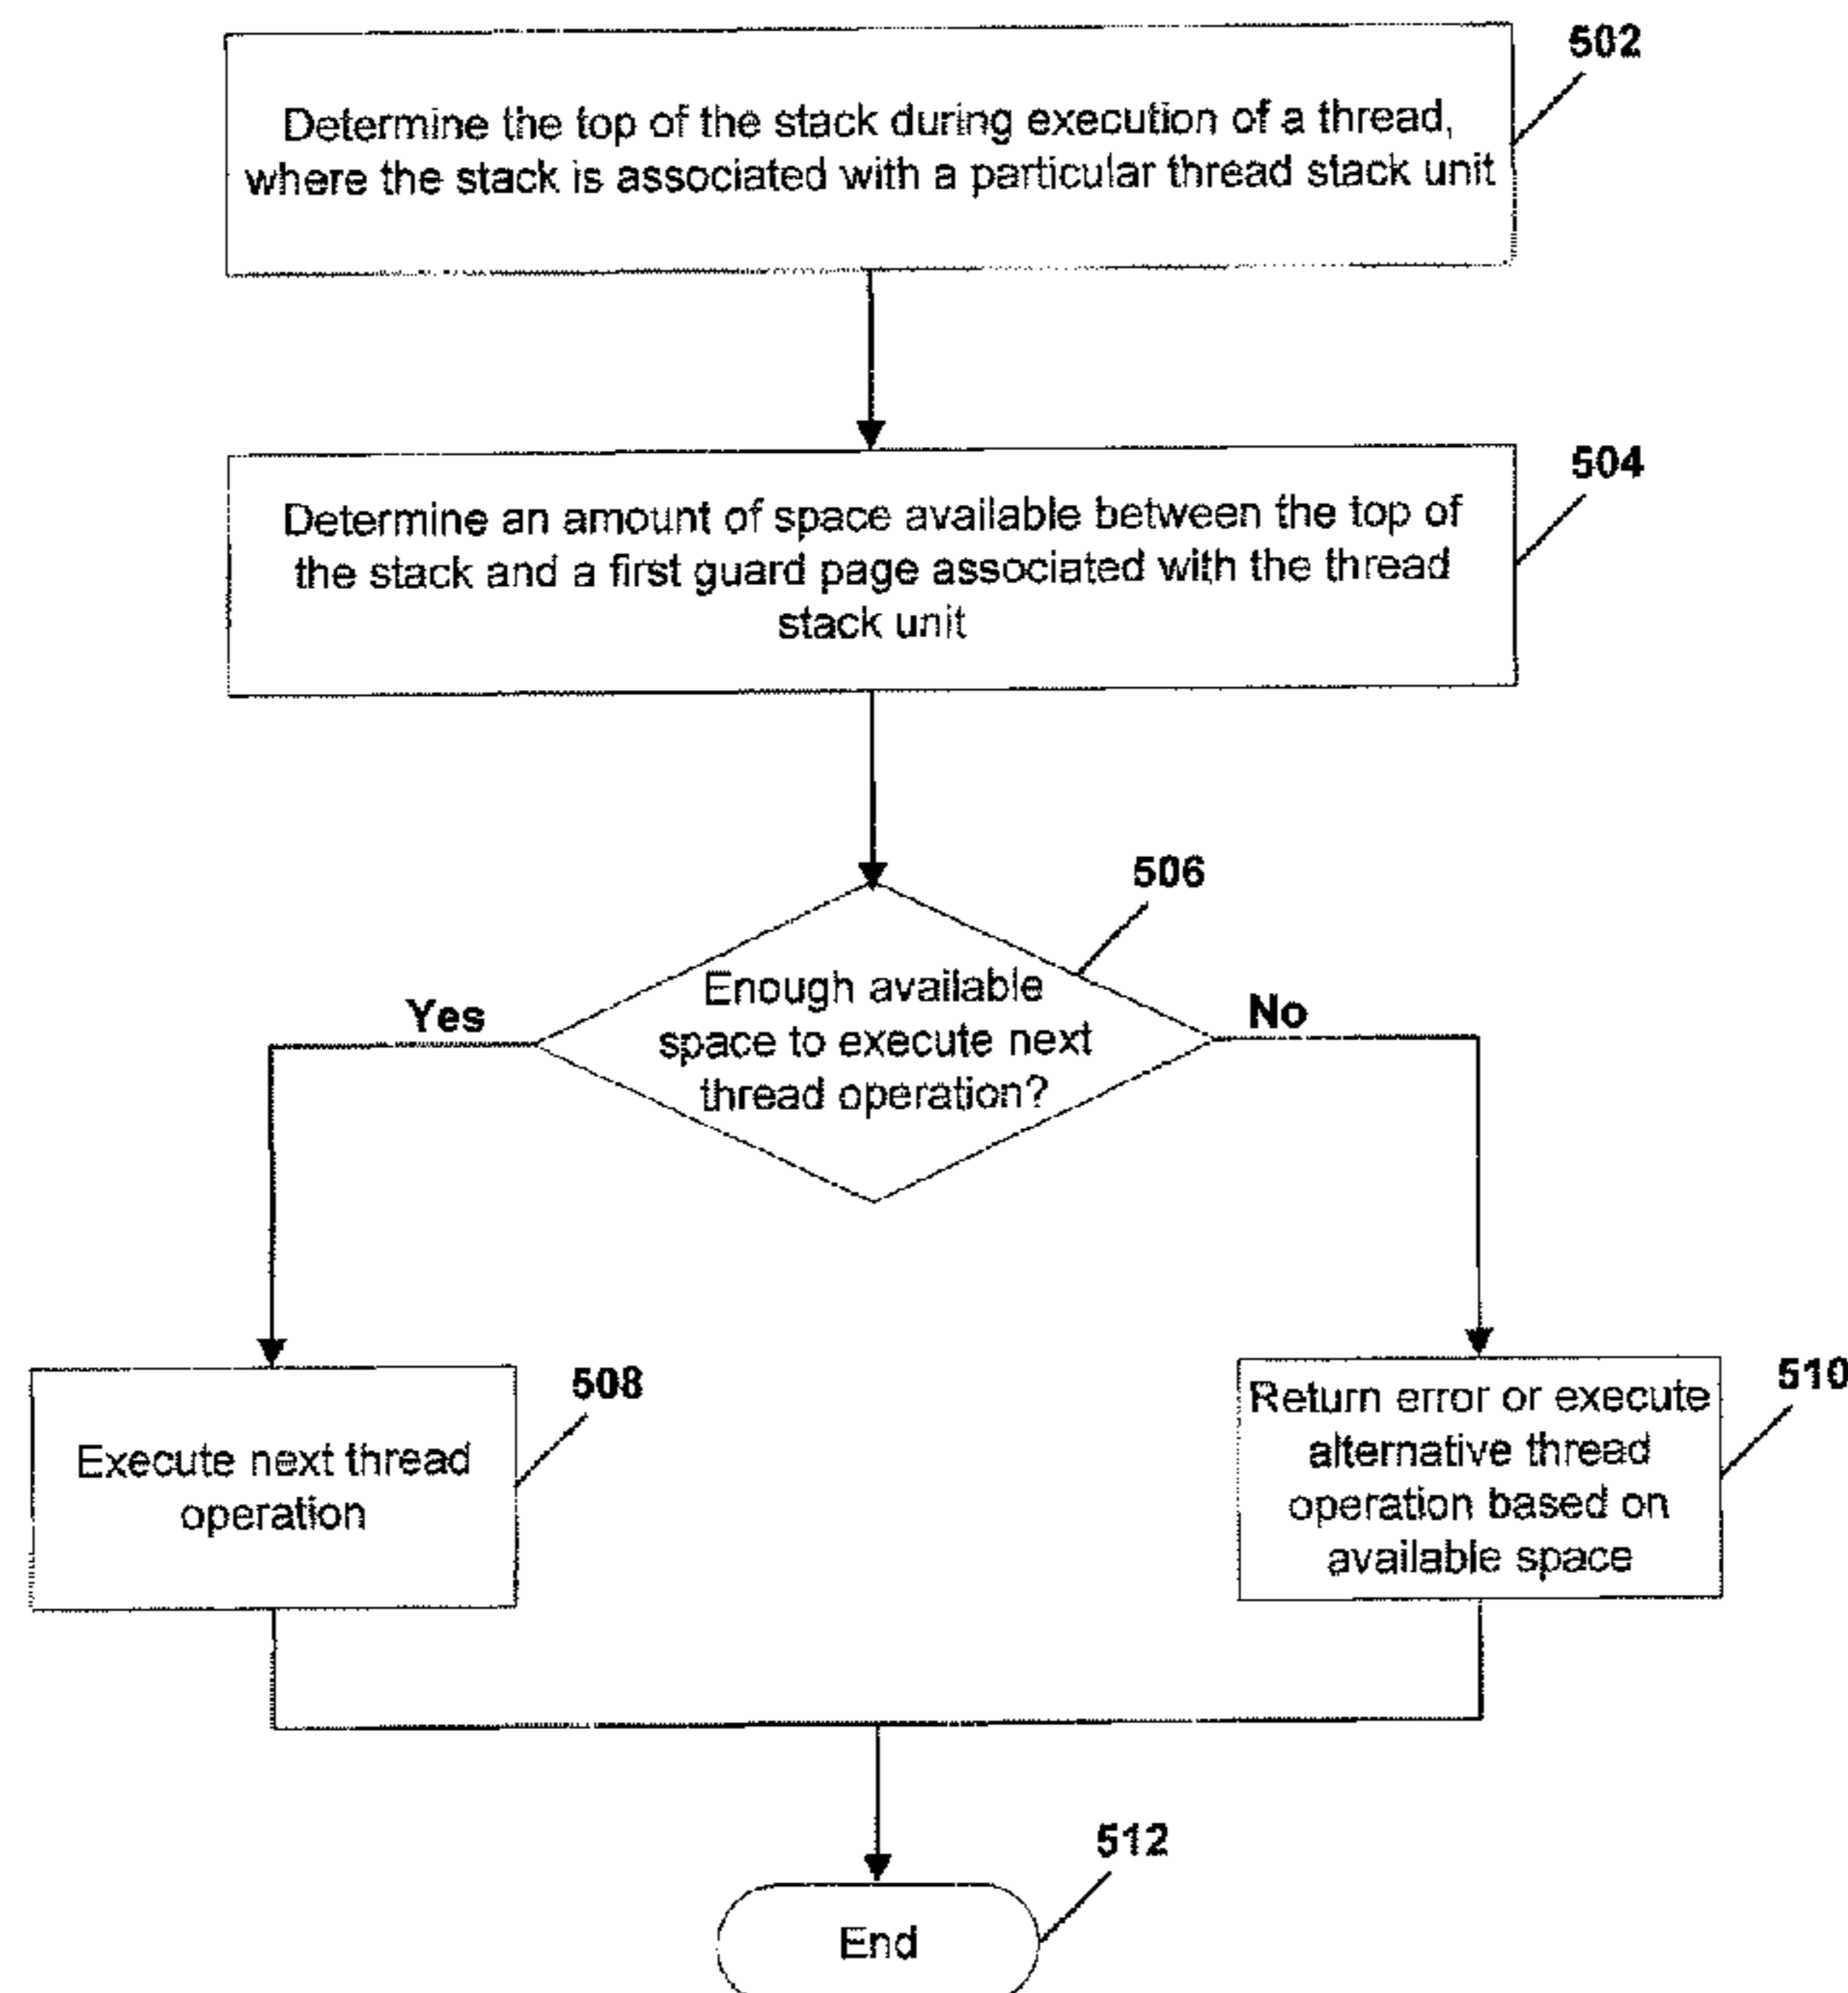 502
Determine the top of the stack during execution of a thread,
where the stack is associated with a particular thread stack unit
504
Determine an amount of space available between the top of
the stack and a first guard page associated with the thread
stack unit
506
Enough available
space to execute next
thread operation?
Yes
No
508
Execute next thread
operation
510
Return error or execute
alternative thread
operation based on
available space
512
End